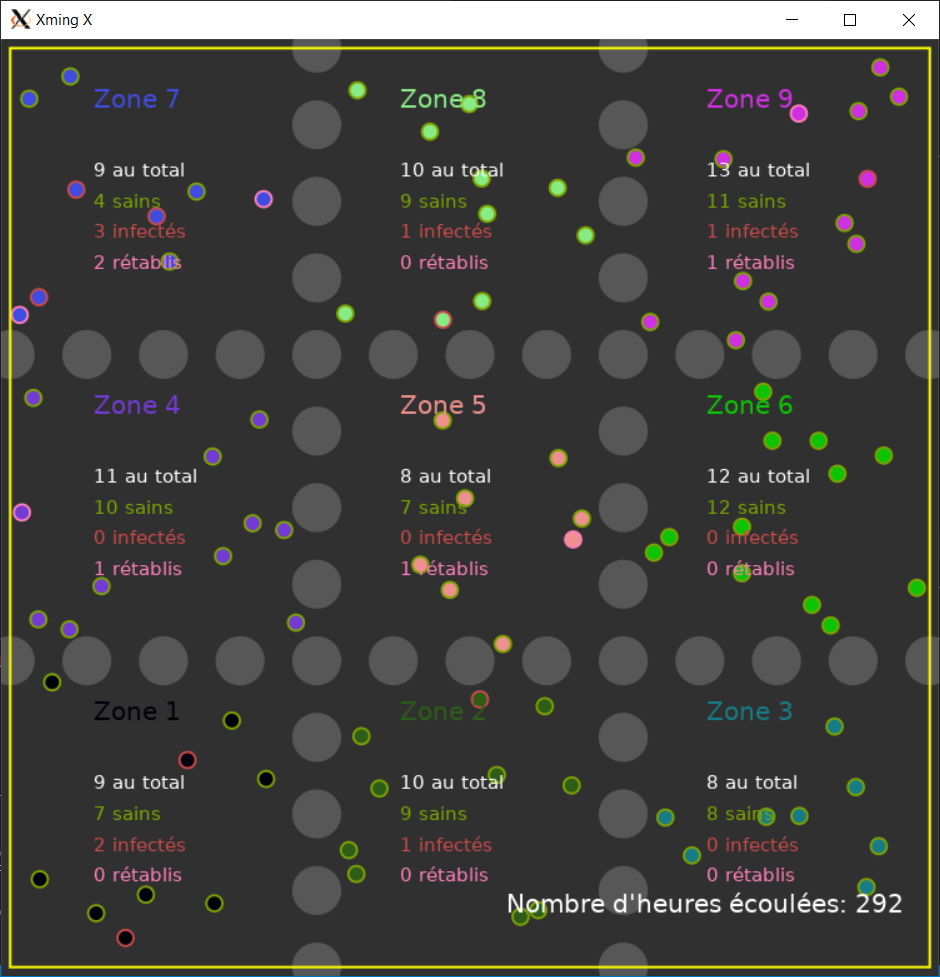 Xming X
Zone 7
9 au total
4 sains
3 infectés
2 rétablis
Zone 8
10 au total
9 sains
1 infectés
0 rétablis
Zone 9
13 au total
11 sains
1 infectés
1 rétablis
Zone 4
11 au total
10 sains
0 infectés
1 rétablis
Zone 5
8 au total
7 sains
0 infectés
1 rétablis
Zone 6
12 au total
12 sains
0 infectés
0 rétablis
Zone 1
9 au total
7 sains
2 infectés
0 rétablis
Zone 2
10 au total
9 sains
1 infectés
0 rétablis
Zone 3
8 au total
8 sains
0 infectés
0 rétablis
Nombre d'heures écoulées: 292